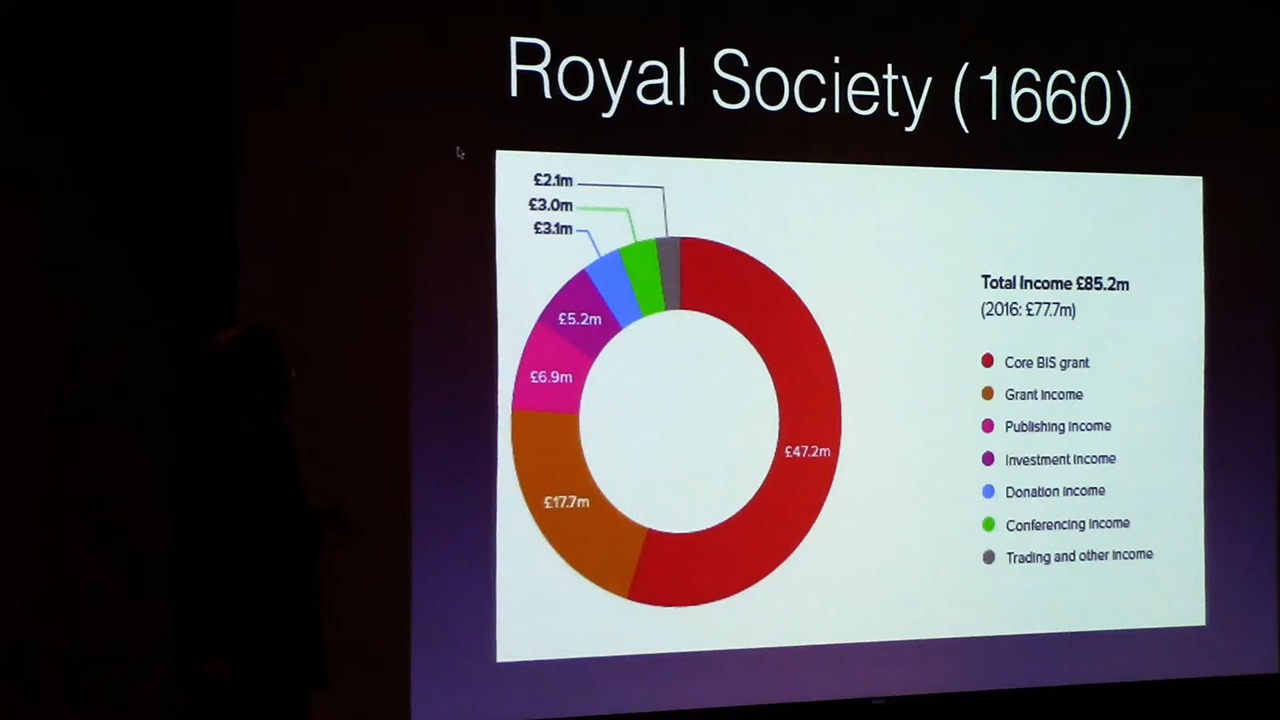 Royal Society (1660)
£2.1m
£3.0m
£3.1m
£5.2m
£6.9m
£47.2m
£17.7m
Total Income £85.2m
(2016: £77.7m)
Core BIS grant
Grant income
Publishing income
Investment income
Donation income
Conferencing income
Trading and other income